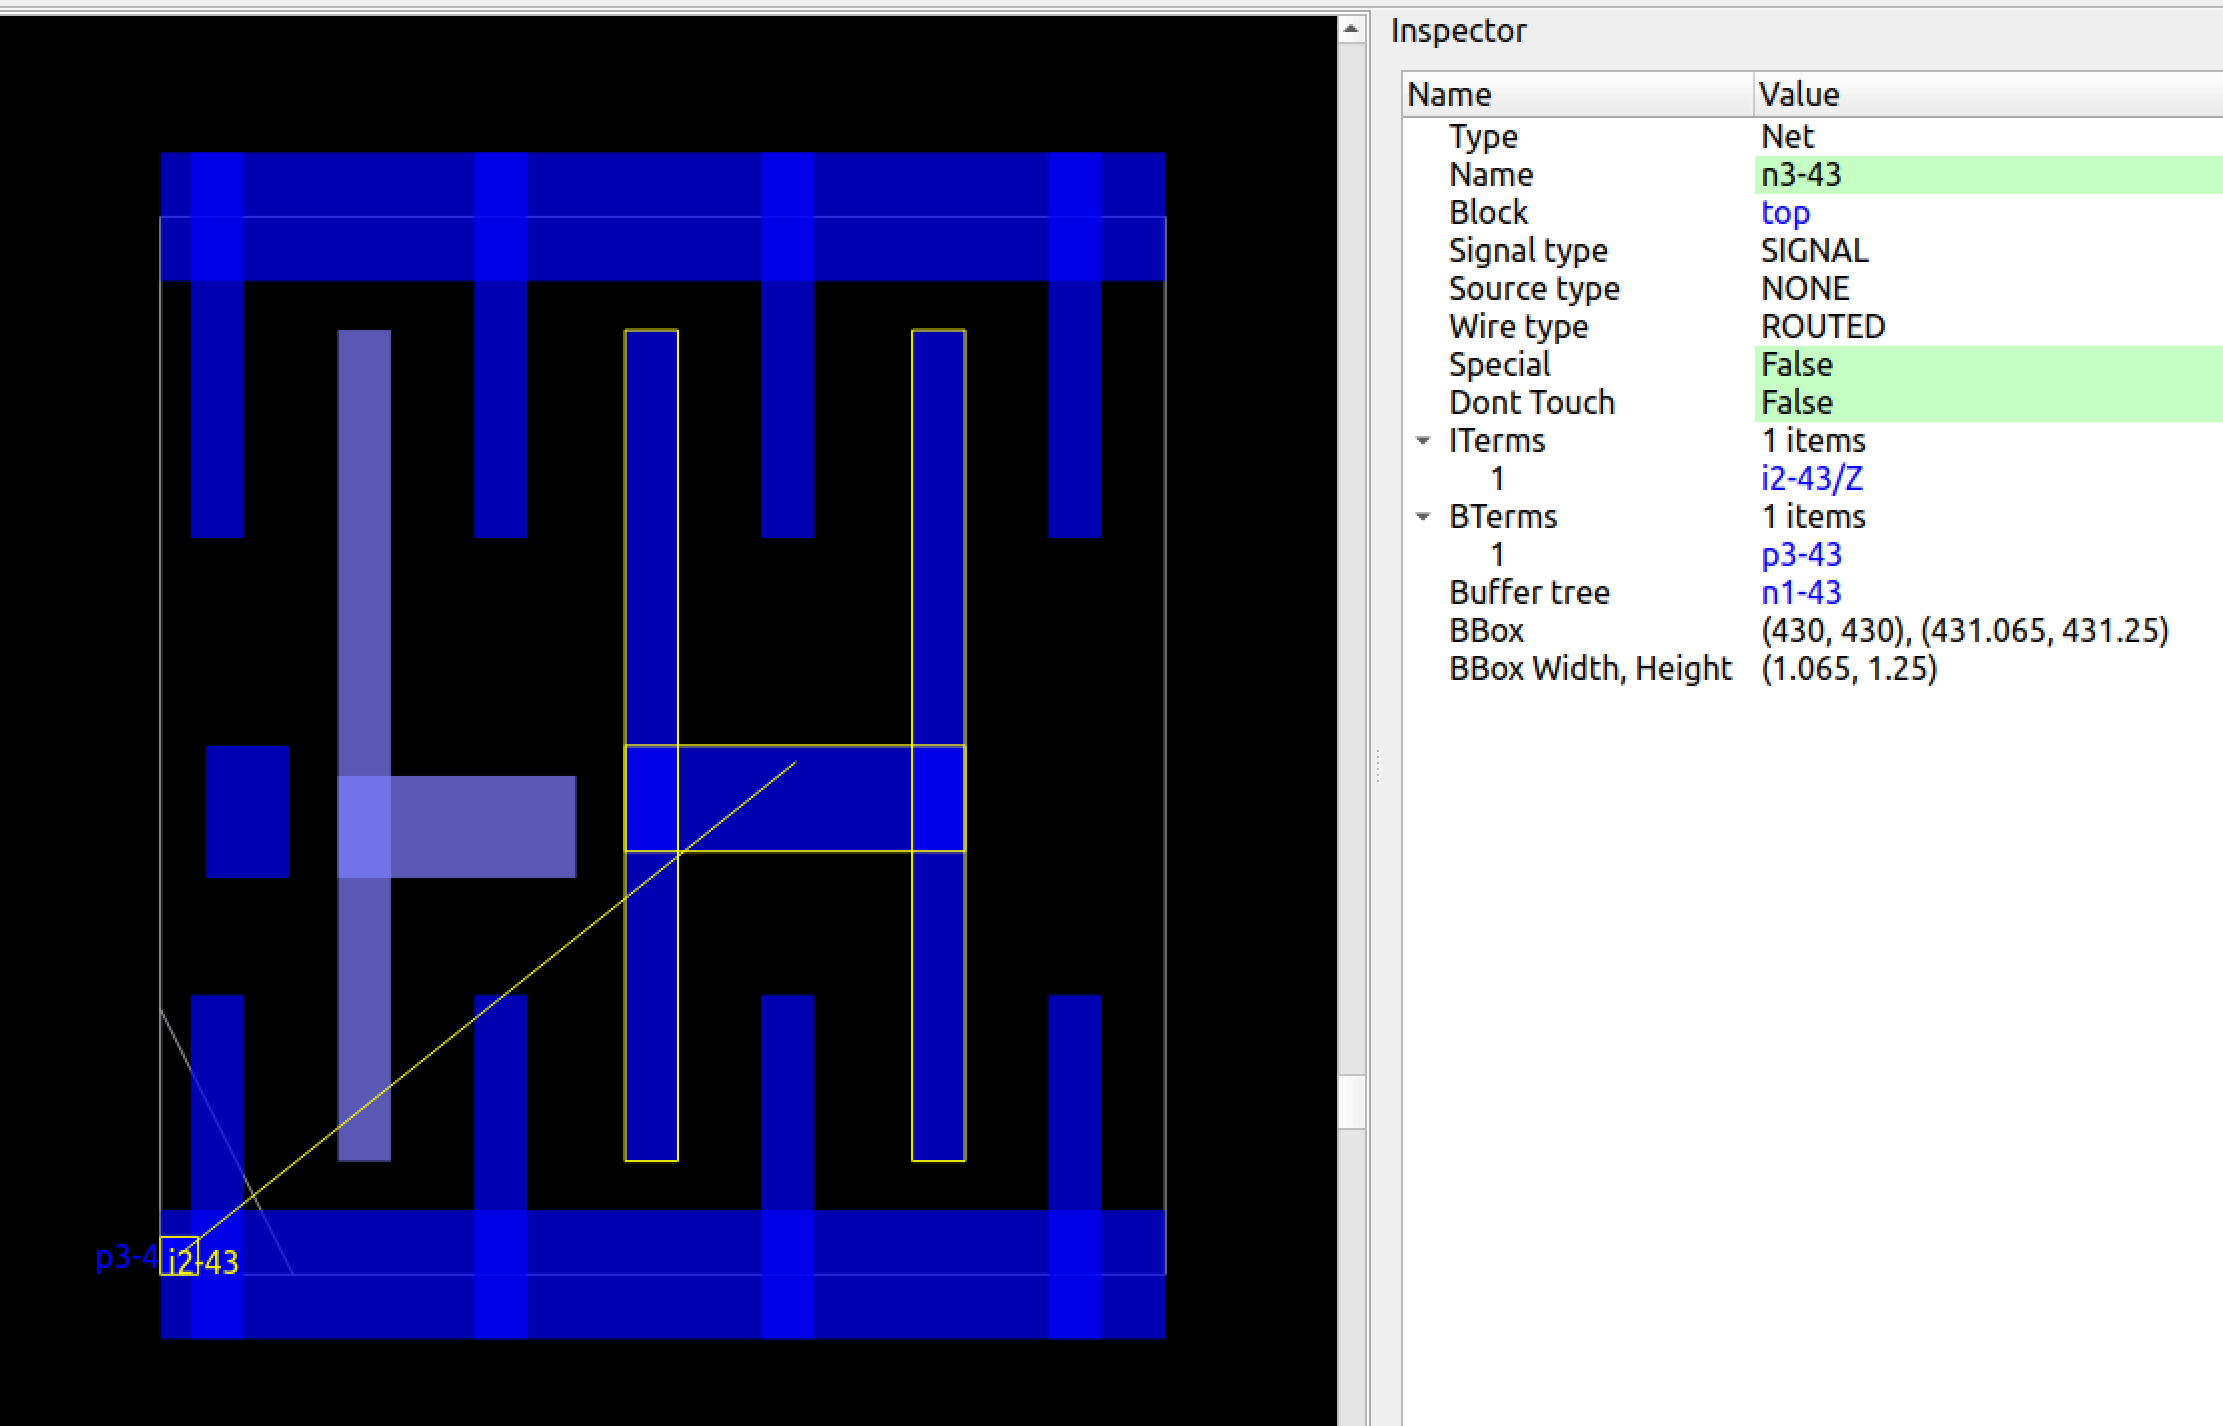 Inspector
Name Value
Type Net
Name n3-43
Block top
Signal type SIGNAL
Source type NONE
Wire type ROUTED
Special False
Dont Touch False
ITerms 1 items
1 i2-43/Z
BTerms 1 items
1 p3-43
Buffer tree n1-43
BBox (430, 430), (431.065, 431.25)
BBox Width, Height (1.065, 1.25)
p3-4
i2-43